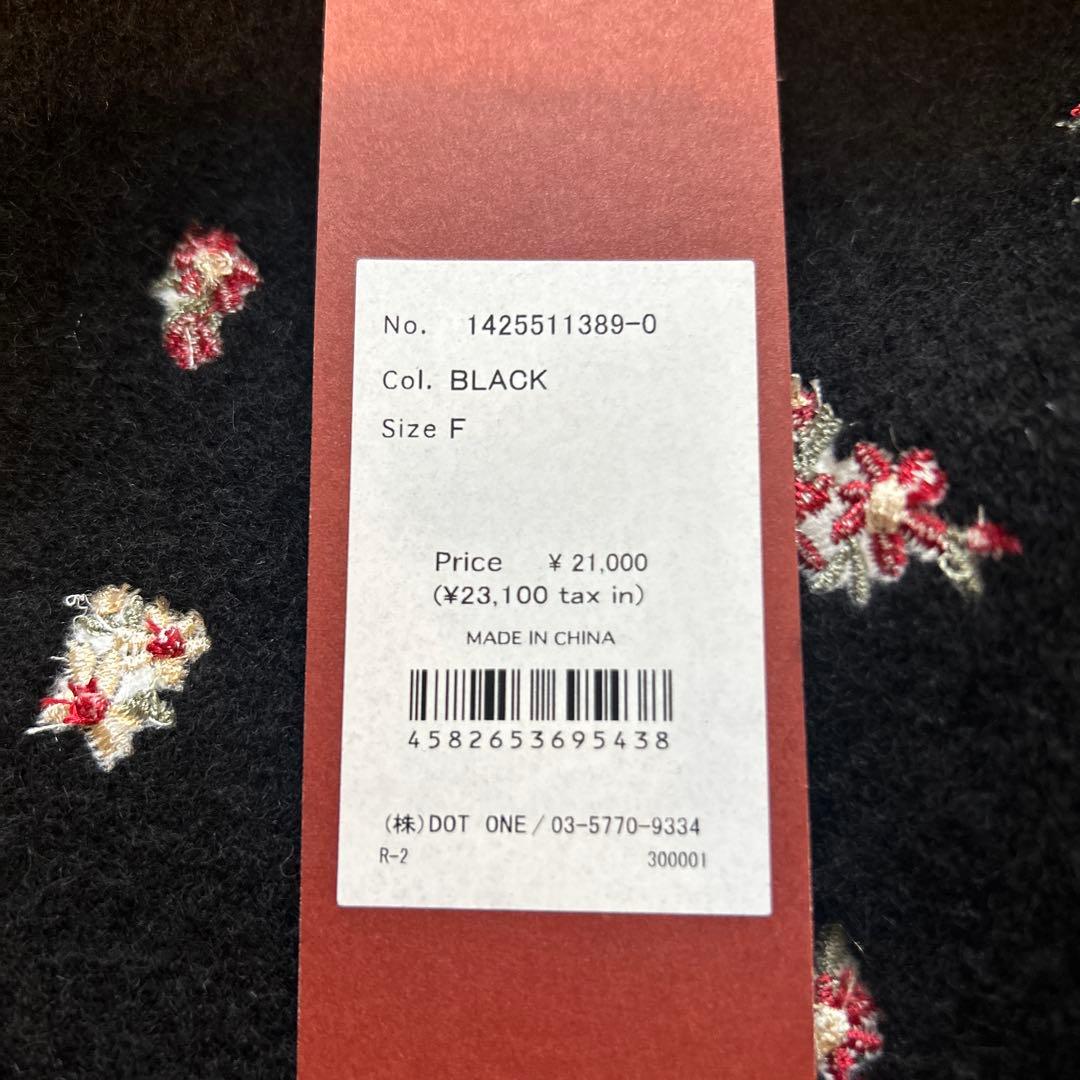 No. 1425511389-0
Col. BLACK
Size F
Price ¥ 21,000
(¥23,100 tax in)
MADE IN CHINA
4582653695438
(株)DOT ONE/03-5770-9334
R-2 300001